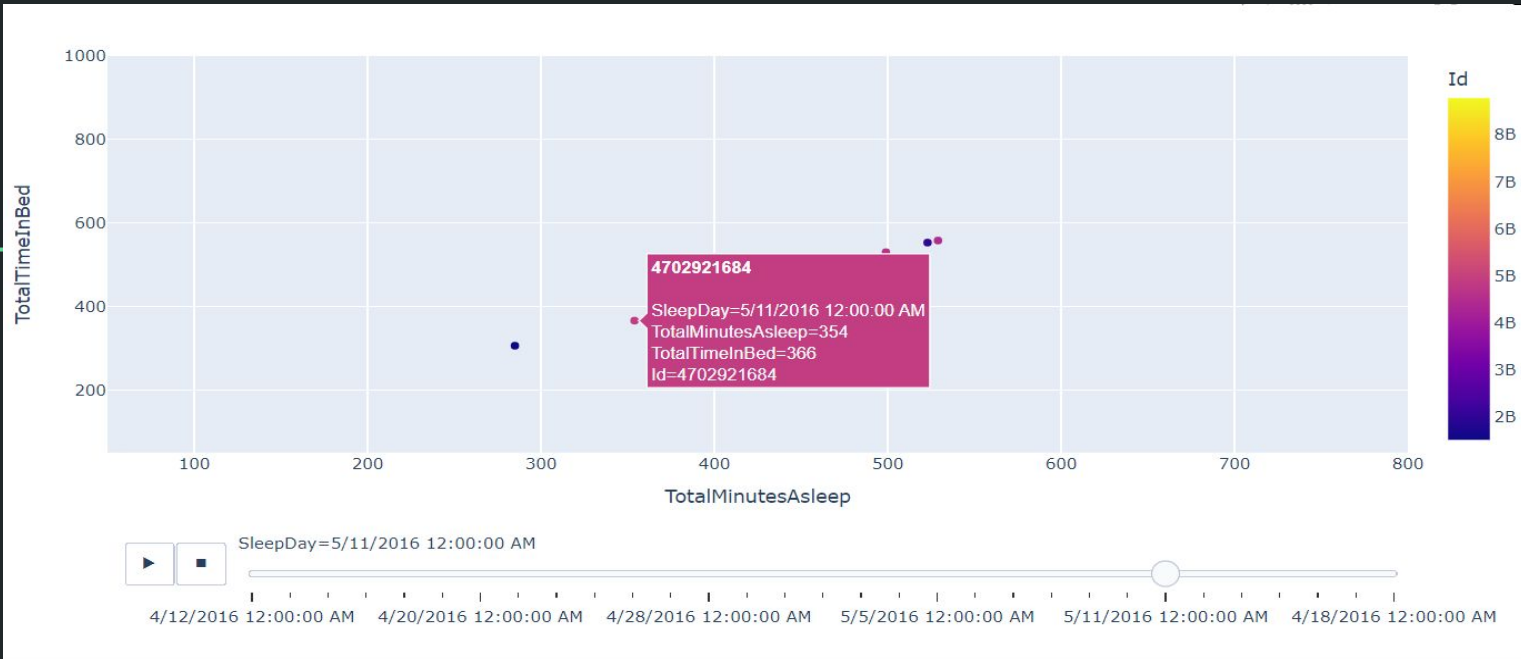 1000
800
600
400
200
TotalTimeInBed
4702921684
SleepDay=5/11/2016 12:00:00 AM
TotalMinutesAsleep=354
TotalTimeInBed=366
Id=4702921684
100 200 300 400 500 600 700 800
TotalMinutesAsleep
Id
8B
7B
6B
5B
4B
3B
2B
SleepDay=5/11/2016 12:00:00 AM
4/12/2016 12:00:00 AM 4/20/2016 12:00:00 AM 4/28/2016 12:00:00 AM 5/5/2016 12:00:00 AM 5/11/2016 12:00:00 AM 4/18/2016 12:00:00 AM